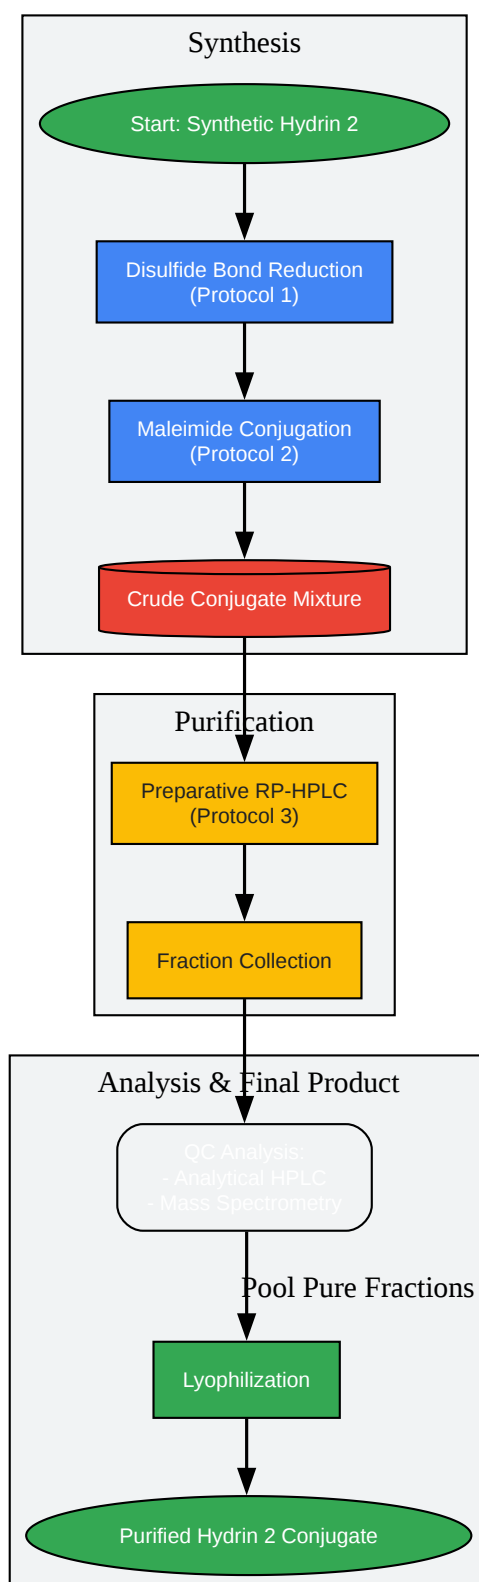 Synthesis
Start: Synthetic Hydrin 2
Disulfide Bond Reduction
(Protocol 1)
Maleimide Conjugation
(Protocol 2)
Crude Conjugate Mixture
Purification
Preparative RP-HPLC
(Protocol 3)
Fraction Collection
Analysis & Final Product
QC Analysis:
- Analytical HPLC
- Mass Spectrometry
Pool Pure Fractions
Lyophilization
Purified Hydrin 2 Conjugate